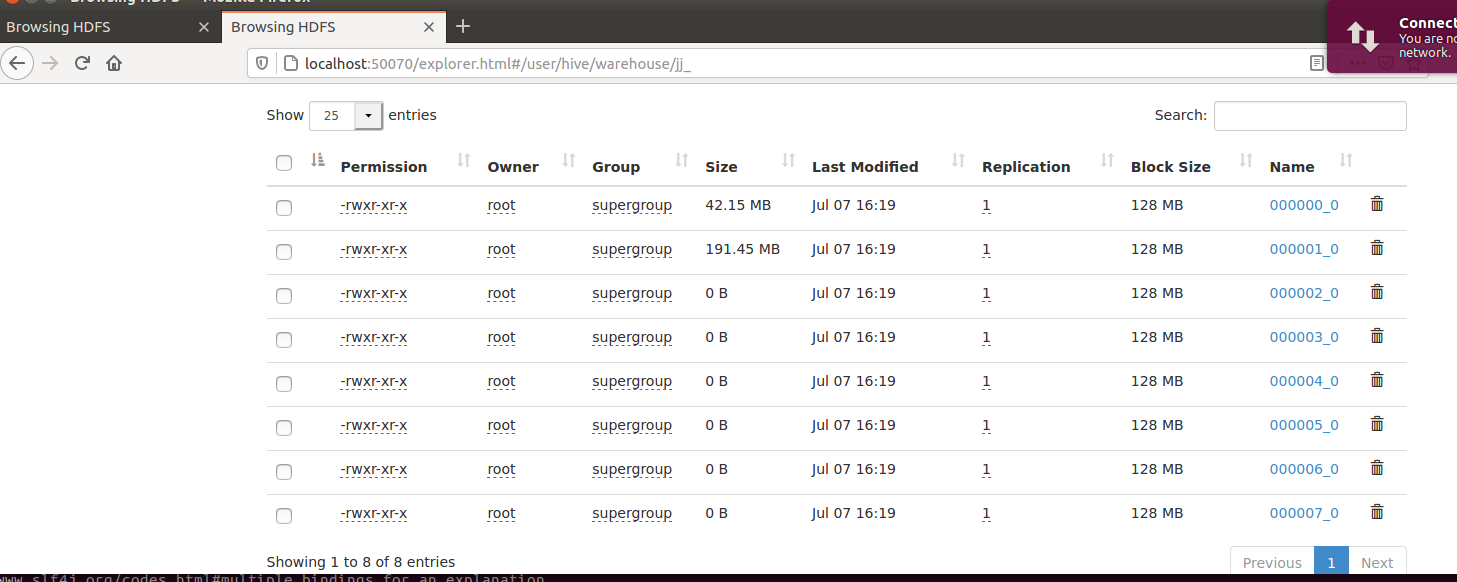 Browsing HDFS - Mozilla Firefox
Browsing HDFS × Browsing HDFS × +
Connect
You are no
network.
localhost:50070/explorer.html#/user/hive/warehouse/jj_
Show 25 entries Search:
Permission Owner Group Size Last Modified Replication Block Size Name
-rwxr-xr-x root supergroup 42.15 MB Jul 07 16:19 1 128 MB 000000_0
-rwxr-xr-x root supergroup 191.45 MB Jul 07 16:19 1 128 MB 000001_0
-rwxr-xr-x root supergroup 0 B Jul 07 16:19 1 128 MB 000002_0
-rwxr-xr-x root supergroup 0 B Jul 07 16:19 1 128 MB 000003_0
-rwxr-xr-x root supergroup 0 B Jul 07 16:19 1 128 MB 000004_0
-rwxr-xr-x root supergroup 0 B Jul 07 16:19 1 128 MB 000005_0
-rwxr-xr-x root supergroup 0 B Jul 07 16:19 1 128 MB 000006_0
-rwxr-xr-x root supergroup 0 B Jul 07 16:19 1 128 MB 000007_0
Showing 1 to 8 of 8 entries Previous 1 Next
www.slf4j.org/codes.html#multiple_bindings for an explanation.